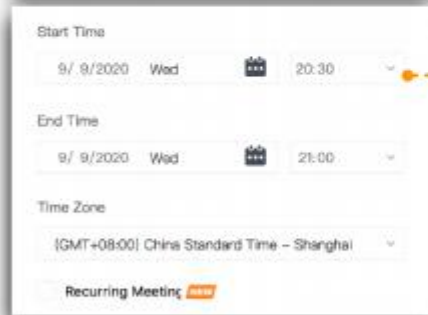 Start Time
9/ 9/2020 Wed 20:30
End Time
9/ 9/2020 Wed 21:00
Time Zone
(GMT+08:00) China Standard Time – Shanghai
Recurring Meeting NEW